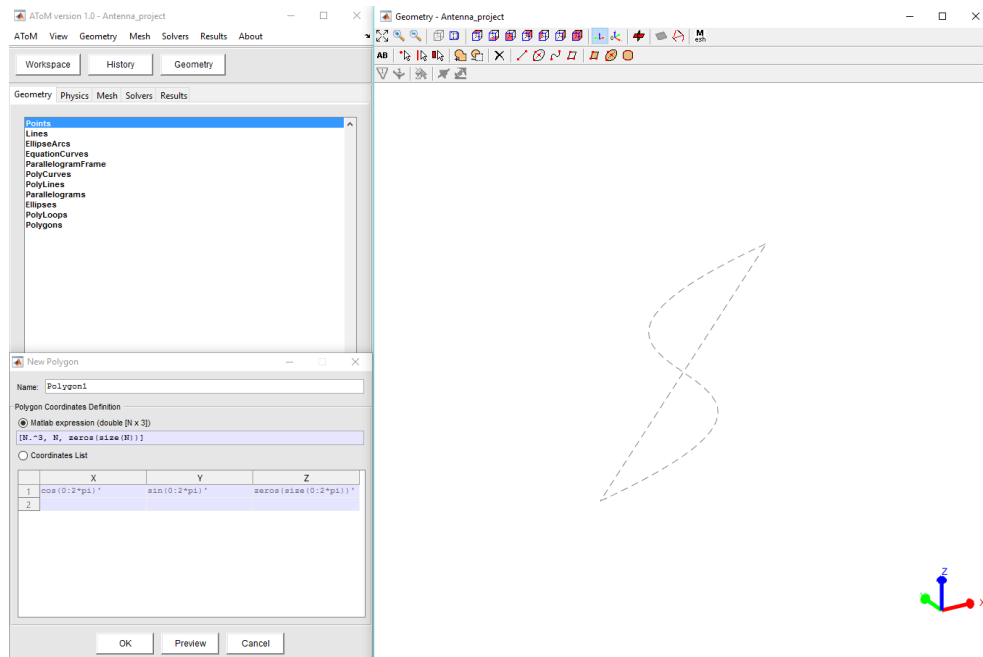 AToM version 1.0 - Antenna_project
AToM View Geometry Mesh Solvers Results About
Workspace History Geometry
Geometry Physics Mesh Solvers Results
Points
Lines
EllipseArcs
EquationCurves
ParallelogramFrame
PolyCurves
PolyLines
Parallelograms
Ellipses
PolyLoops
Polygons
New Polygon
Name: Polygon1
Polygon Coordinates Definition
Matlab expression (double [N x 3])
[N.^3, N, zeros(size(N))]
Coordinates List
X Y Z
1 cos(0:2*pi)' sin(0:2*pi)' zeros(size(0:2*pi))'
2
OK Preview Cancel
Geometry - Antenna_project
M
esh
AB
Z
X